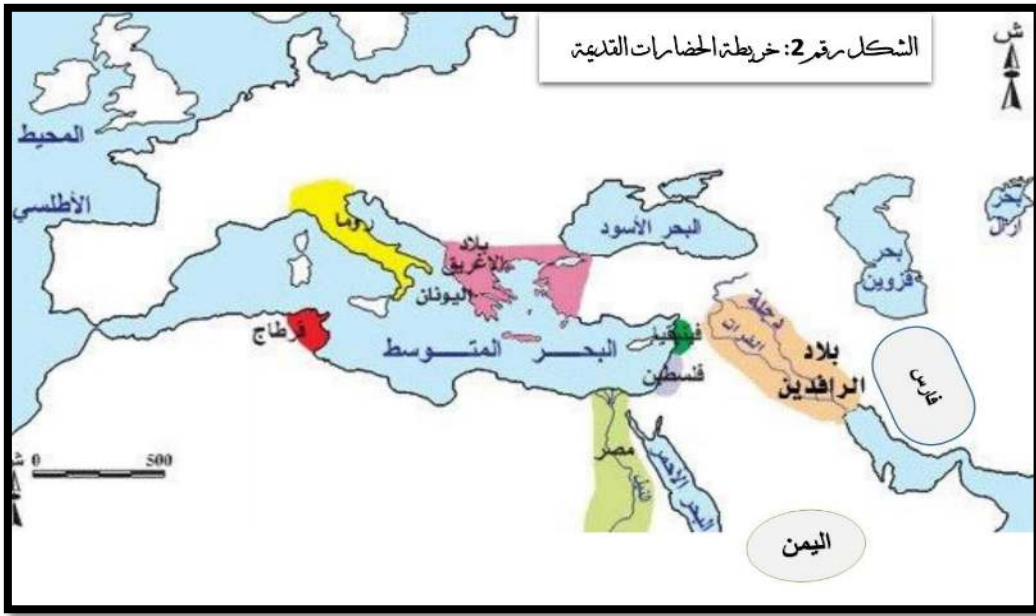 الشكل رقم 2: خريطة الحضارات القديمة
ش
المحيط
الأطلسي
روما
بلاد
الاغريق
اليونان
البحر الأسود
بحر
قزوين
بحر
آرال
قرطاج
البحر المتوسط
فينيقيا
فلسطين
دجلة
الفرات
بلاد
الرافدين
فارس
مصر
النيل
البحر الأحمر
اليمن
ش
0 500